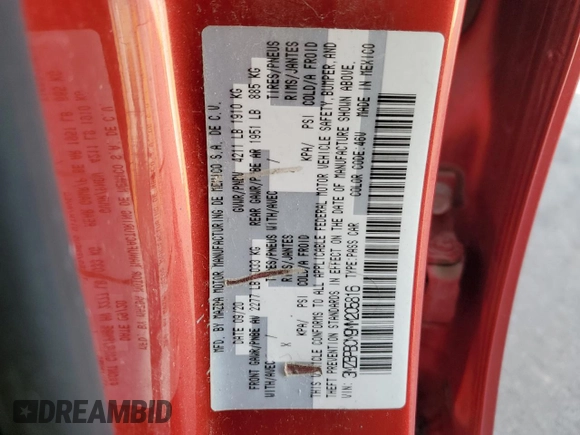 MFD. BY MAZDA MOTOR MANUFACTURING DE MEXICO S.A. DE C.V.
DATE 09/20 GVWR/PNBV 4211 LB 1910 KG
FRONT GAWR/PNBE AV 2277 LB 1033 KG REAR GAWR/PNBE AR 1951 LB 885 KG
WITH/AVEC TIRES/PNEUS WITH/AVEC TIRES/PNEUS
X RIMS/JANTES RIMS/JANTES
KPA/ PSI COLD/A FROID KPA/ PSI COLD/A FROID
THIS VEHICLE CONFORMS TO ALL APPLICABLE FEDERAL MOTOR VEHICLE SAFETY, BUMPER, AND
THEFT PREVENTION STANDARDS IN EFFECT ON THE DATE OF MANUFACTURE SHOWN ABOVE.
VIN: TYPE: PASS CAR COLOR CODE: 46V MADE IN MEXICO
DREAMBID